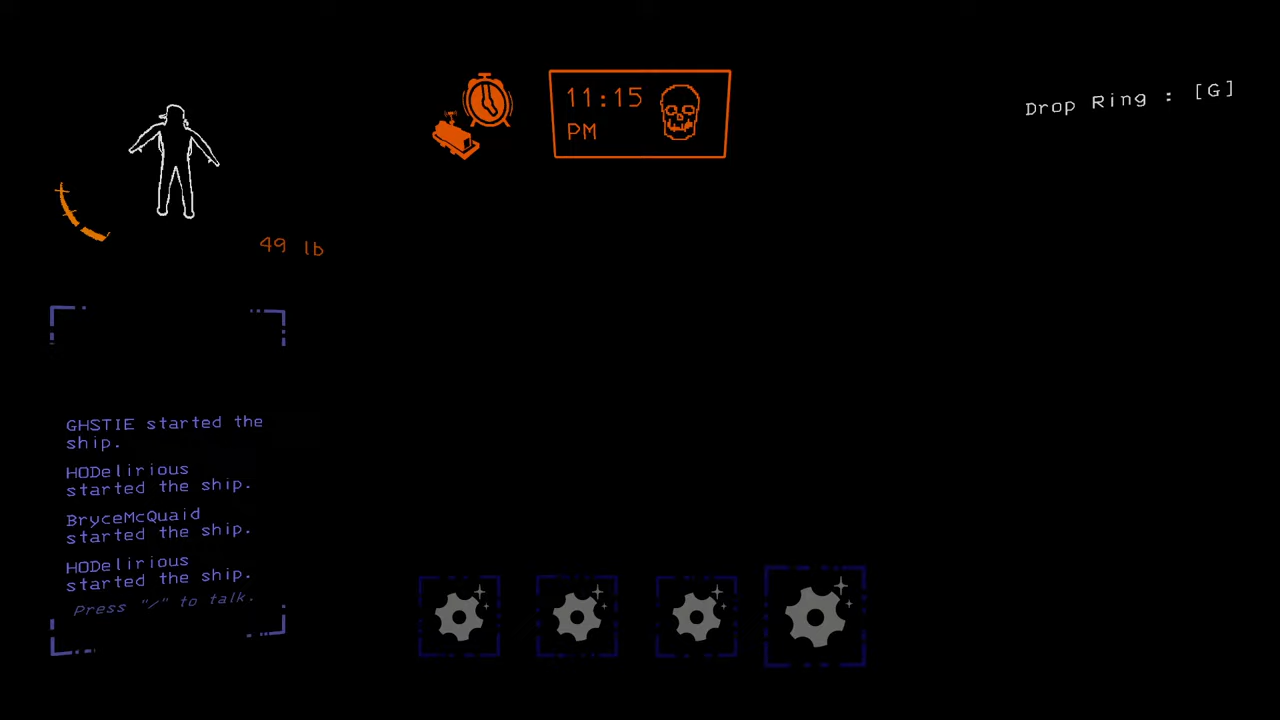 11:15
PM
Drop Ring : [G]
49 lb
GHSTIE started the
ship.
HODelirious
started the ship.
BryceMcQuaid
started the ship.
HODelirious
started the ship.
Press "/" to talk.